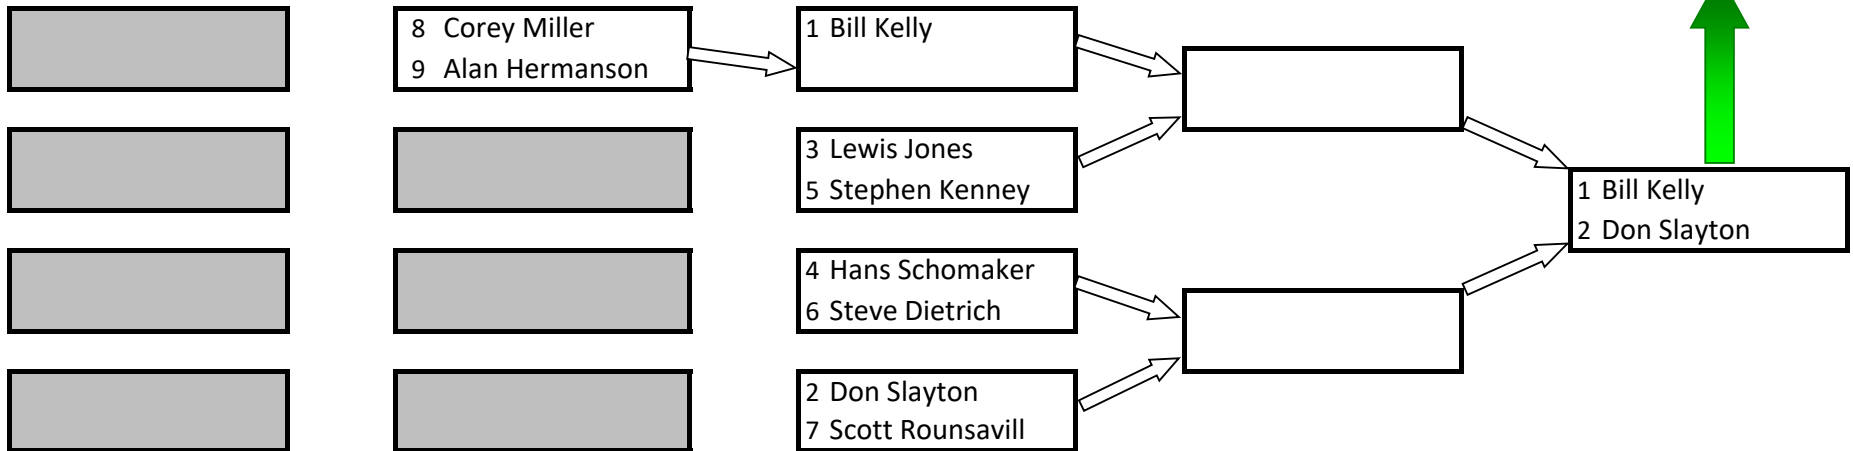 8 Corey Miller
9 Alan Hermanson
1 Bill Kelly
3 Lewis Jones
5 Stephen Kenney
4 Hans Schomaker
6 Steve Dietrich
2 Don Slayton
7 Scott Rounsavill
1 Bill Kelly
2 Don Slayton